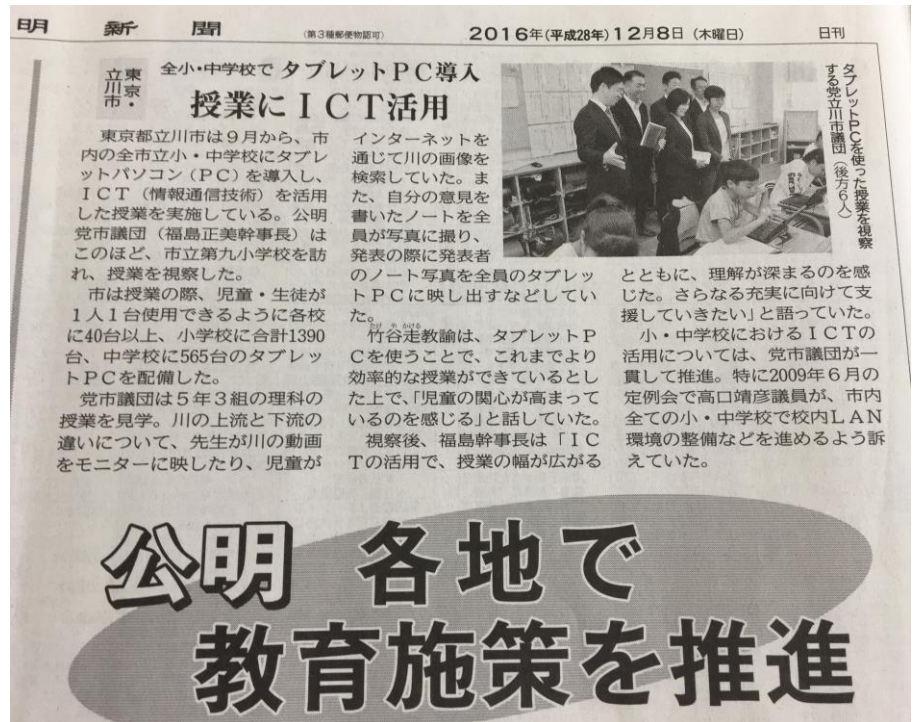 明 新 聞
(第3種郵便物認可)
2016年(平成28年)12月8日(木曜日)
日刊
東京・
立川市
全小・中学校で タブレットPC導入
授業にICT活用
東京都立川市は9月から、市
内の全市立小・中学校にタブレ
ットパソコン(PC)を導入し、
ICT(情報通信技術)を活用
した授業を実施している。公明
党市議団(福島正美幹事長)は
このほど、市立第九小学校を訪
れ、授業を視察した。
市は授業の際、児童・生徒が
1人1台使用できるように各校
に40台以上、小学校に合計1390
台、中学校に565台のタブレッ
トPCを配備した。
党市議団は5年3組の理科の
授業を見学。川の上流と下流の
違いについて、先生が川の動画
をモニターに映したり、児童が
インターネットを
通じて川の画像を
検索していた。ま
た、自分の意見を
書いたノートを全
員が写真に撮り、
発表の際に発表者
のノート写真を全員のタブレッ
トPCに映し出すなどしてい
た。
たけ や かける
竹谷走教諭は、タブレットP
Cを使うことで、これまでより
効率的な授業ができているとし
た上で、「児童の関心が高まって
いるのを感じる」と話していた。
視察後、福島幹事長は「IC
Tの活用で、授業の幅が広がる
タブレットPCを使った授業を視察
する党立川市議団(後方6人)
とともに、理解が深まるのを感
じた。さらなる充実に向けて支
援していきたい」と語っていた。
小・中学校におけるICTの
活用については、党市議団が一
貫して推進。特に2009年6月の
定例会で高口靖彦議員が、市内
全ての小・中学校で校内LAN
環境の整備などを進めるよう訴
えていた。
公明 各地で
教育施策を推進